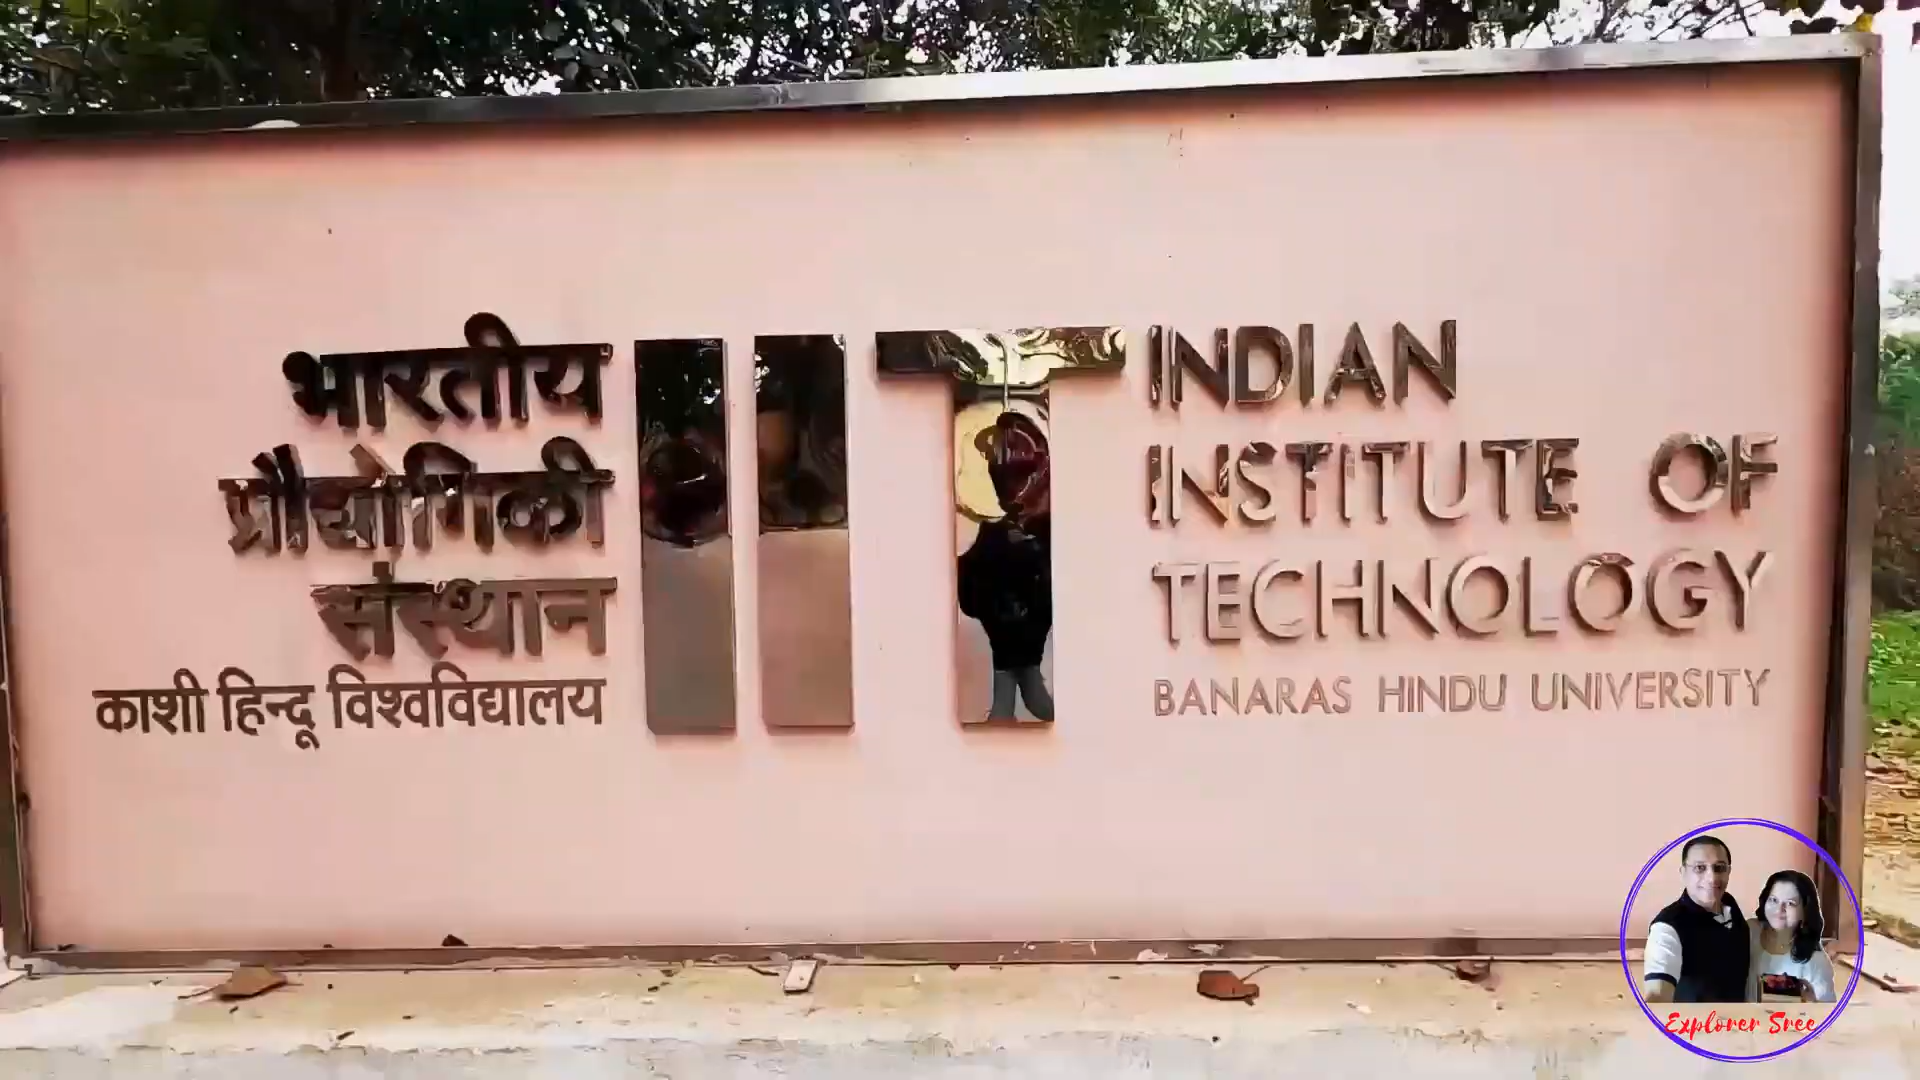 भारतीय
प्रौद्योगिकी
संस्थान
काशी हिन्दू विश्वविद्यालय
IIT
INDIAN
INSTITUTE OF
TECHNOLOGY
BANARAS HINDU UNIVERSITY
Explorer Sree